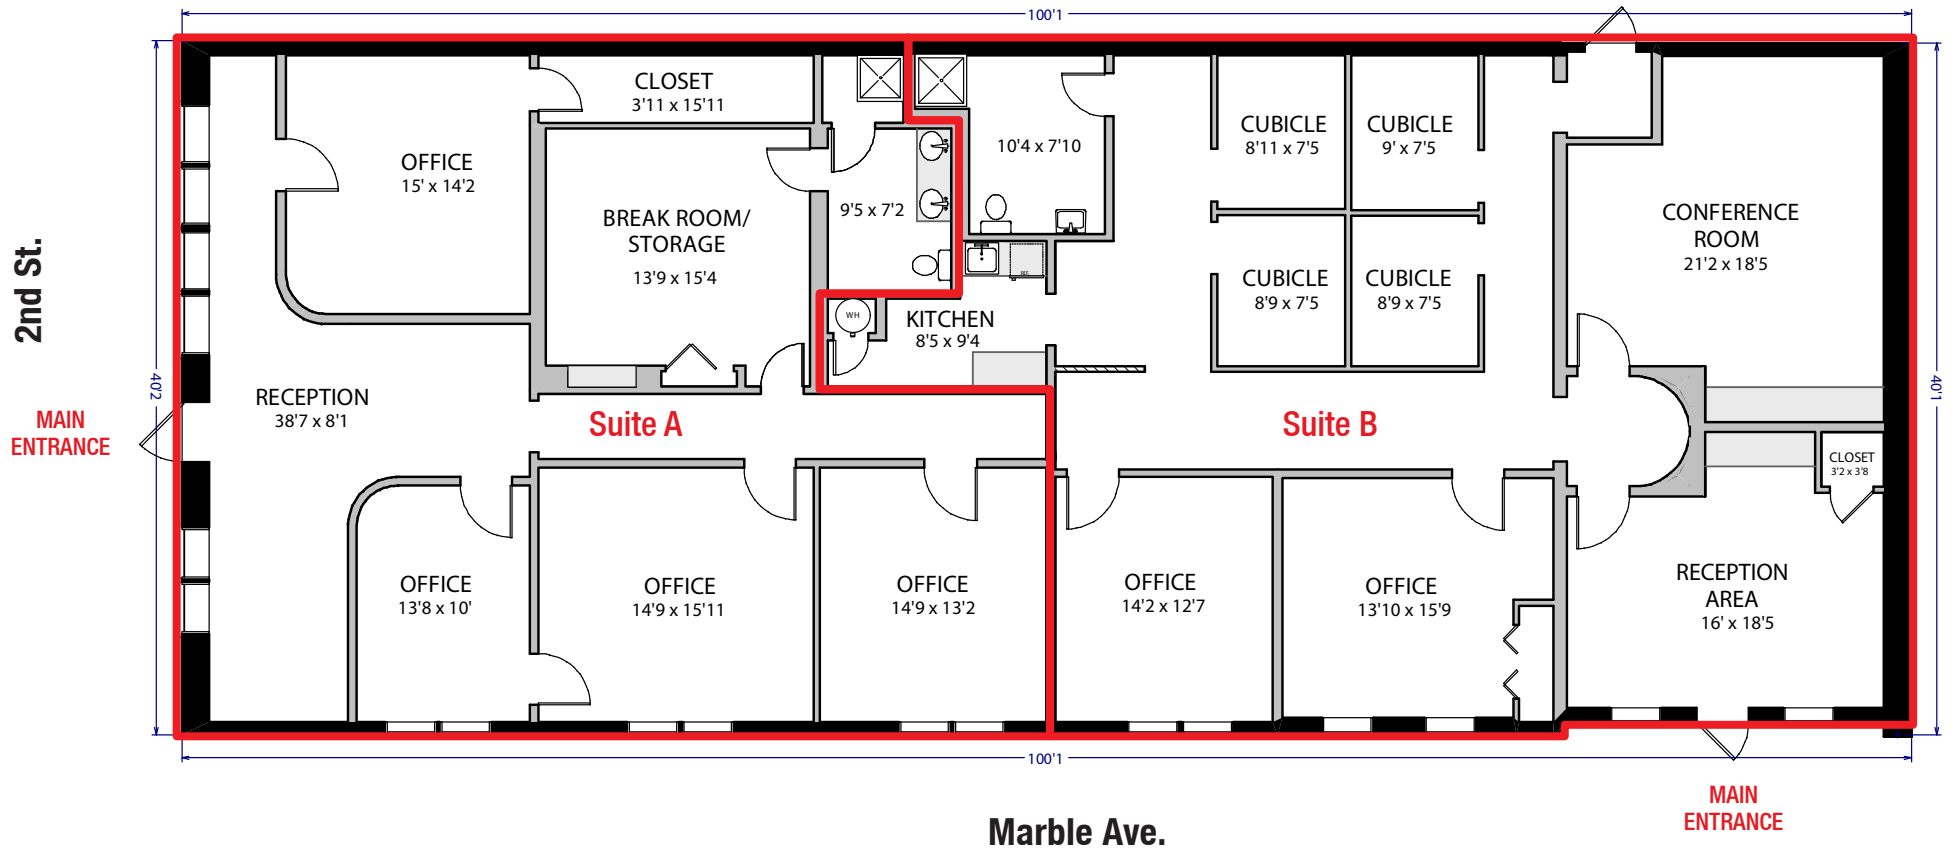 100'1
CLOSET
3'11 x 15'11
OFFICE
15' x 14'2
BREAK ROOM/
STORAGE
13'9 x 15'4
9'5 x 7'2
10'4 x 7'10
CUBICLE
8'11 x 7'5
CUBICLE
9' x 7'5
CUBICLE
8'9 x 7'5
CUBICLE
8'9 x 7'5
CONFERENCE
ROOM
21'2 x 18'5
2nd St.
WH
KITCHEN
8'5 x 9'4
40'2
40'1
RECEPTION
38'7 x 8'1
MAIN
ENTRANCE
Suite A
Suite B
CLOSET
3'2 x 3'8
OFFICE
13'8 x 10'
OFFICE
14'9 x 15'11
OFFICE
14'9 x 13'2
OFFICE
14'2 x 12'7
OFFICE
13'10 x 15'9
RECEPTION
AREA
16' x 18'5
100'1
MAIN
ENTRANCE
Marble Ave.